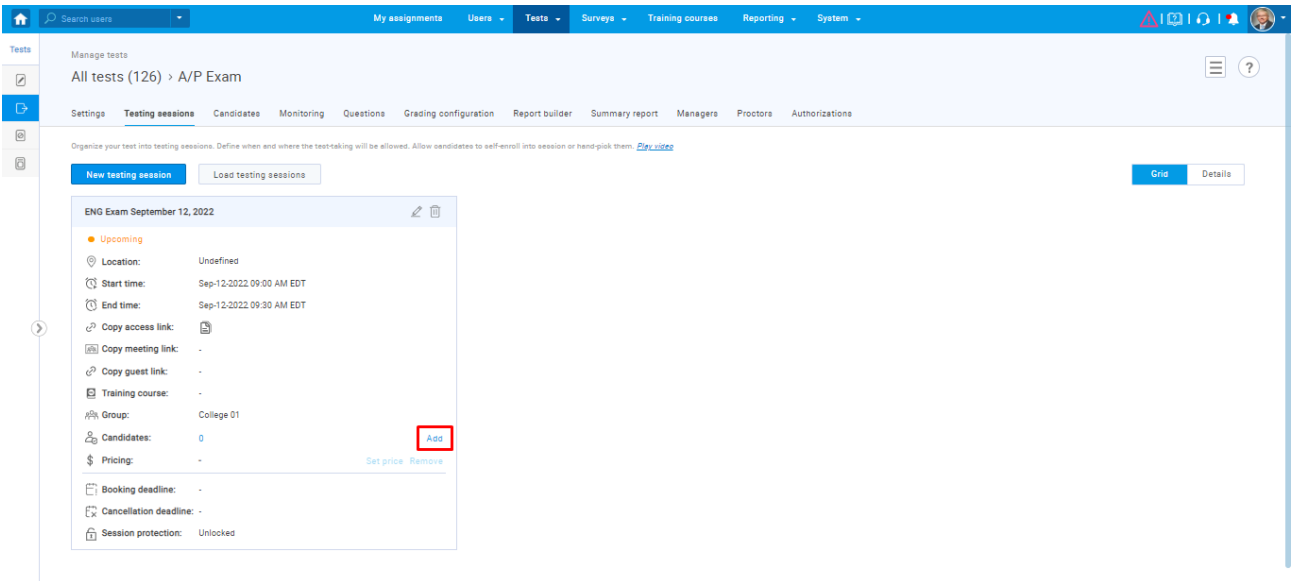 Search users My assignments Users Tests Surveys Training courses Reporting System
Tests
Manage tests
All tests (126) › A/P Exam
?
Settings Testing sessions Candidates Monitoring Questions Grading configuration Report builder Summary report Managers Proctors Authorizations
Organize your test into testing sessions. Define when and where the test-taking will be allowed. Allow candidates to self-enroll into session or hand-pick them. Play video
New testing session Load testing sessions Grid Details
ENG Exam September 12, 2022
Upcoming
Location: Undefined
Start time: Sep-12-2022 09:00 AM EDT
End time: Sep-12-2022 09:30 AM EDT
Copy access link:
Copy meeting link: -
Copy guest link: -
Training course: -
Group: College 01
Candidates: 0 Add
$ Pricing: - Set price Remove
Booking deadline: -
Cancellation deadline: -
Session protection: Unlocked